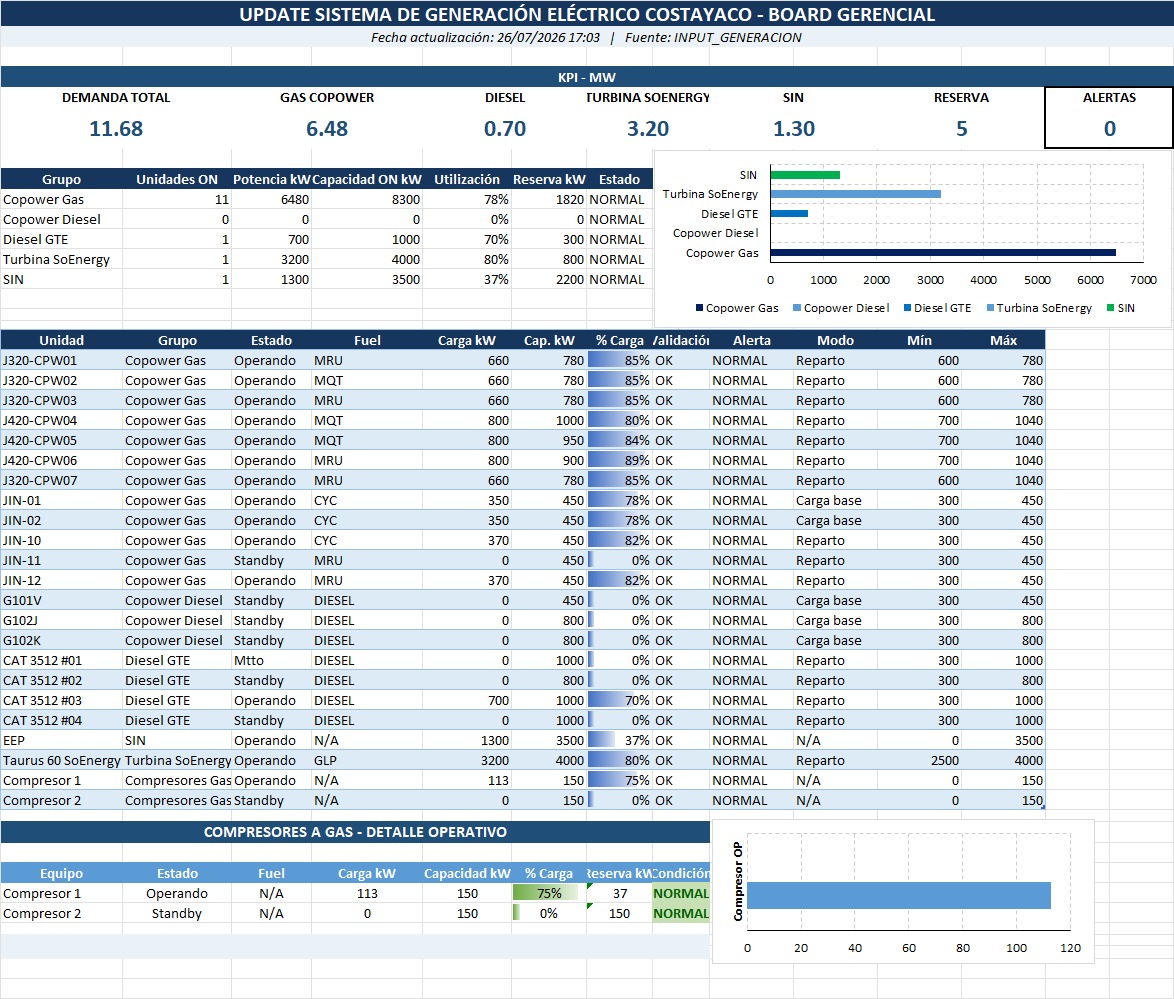 UPDATE SISTEMA DE GENERACIÓN ELÉCTRICO COSTAYACO - BOARD GERENCIAL
Fecha actualización: 26/07/2026 17:03 | Fuente: INPUT_GENERACION
KPI - MW
DEMANDA TOTAL GAS COPOWER DIESEL TURBINA SOENERGY SIN RESERVA ALERTAS
11.68 6.48 0.70 3.20 1.30 5 0
Grupo Unidades ON Potencia kW Capacidad ON kW Utilización Reserva kW Estado
Copower Gas 11 6480 8300 78% 1820 NORMAL
Copower Diesel 0 0 0 0% 0 NORMAL
Diesel GTE 1 700 1000 70% 300 NORMAL
Turbina SoEnergy 1 3200 4000 80% 800 NORMAL
SIN 1 1300 3500 37% 2200 NORMAL
SIN
Turbina SoEnergy
Diesel GTE
Copower Diesel
Copower Gas
0 1000 2000 3000 4000 5000 6000 7000
Copower Gas Copower Diesel Diesel GTE Turbina SoEnergy SIN
Unidad Grupo Estado Fuel Carga kW Cap. kW % Carga Validación Alerta Modo Mín Máx
J320-CPW01 Copower Gas Operando MRU 660 780 85% OK NORMAL Reparto 600 780
J320-CPW02 Copower Gas Operando MQT 660 780 85% OK NORMAL Reparto 600 780
J320-CPW03 Copower Gas Operando MRU 660 780 85% OK NORMAL Reparto 600 780
J420-CPW04 Copower Gas Operando MQT 800 1000 80% OK NORMAL Reparto 700 1040
J420-CPW05 Copower Gas Operando MQT 800 950 84% OK NORMAL Reparto 700 1040
J420-CPW06 Copower Gas Operando MRU 800 900 89% OK NORMAL Reparto 700 1040
J320-CPW07 Copower Gas Operando MRU 660 780 85% OK NORMAL Reparto 600 1040
JIN-01 Copower Gas Operando CYC 350 450 78% OK NORMAL Carga base 300 450
JIN-02 Copower Gas Operando CYC 350 450 78% OK NORMAL Carga base 300 450
JIN-10 Copower Gas Operando CYC 370 450 82% OK NORMAL Reparto 300 450
JIN-11 Copower Gas Standby MRU 0 450 0% OK NORMAL Reparto 300 450
JIN-12 Copower Gas Operando MRU 370 450 82% OK NORMAL Reparto 300 450
G101V Copower Diesel Standby DIESEL 0 450 0% OK NORMAL Carga base 300 450
G102J Copower Diesel Standby DIESEL 0 800 0% OK NORMAL Carga base 300 800
G102K Copower Diesel Standby DIESEL 0 800 0% OK NORMAL Carga base 300 800
CAT 3512 #01 Diesel GTE Mtto DIESEL 0 1000 0% OK NORMAL Reparto 300 1000
CAT 3512 #02 Diesel GTE Standby DIESEL 0 800 0% OK NORMAL Reparto 300 800
CAT 3512 #03 Diesel GTE Operando DIESEL 700 1000 70% OK NORMAL Reparto 300 1000
CAT 3512 #04 Diesel GTE Standby DIESEL 0 1000 0% OK NORMAL Reparto 300 1000
EEP SIN Operando N/A 1300 3500 37% OK NORMAL N/A 0 3500
Taurus 60 SoEnergy Turbina SoEnergy Operando GLP 3200 4000 80% OK NORMAL Reparto 2500 4000
Compresor 1 Compresores Gas Operando N/A 113 150 75% OK NORMAL N/A 0 150
Compresor 2 Compresores Gas Standby N/A 0 150 0% OK NORMAL N/A 0 150
COMPRESORES A GAS - DETALLE OPERATIVO
Equipo Estado Fuel Carga kW Capacidad kW % Carga Reserva kW Condición
Compresor 1 Operando N/A 113 150 75% 37 NORMAL
Compresor 2 Standby N/A 0 150 0% 150 NORMAL
Compresor OP
0 20 40 60 80 100 120